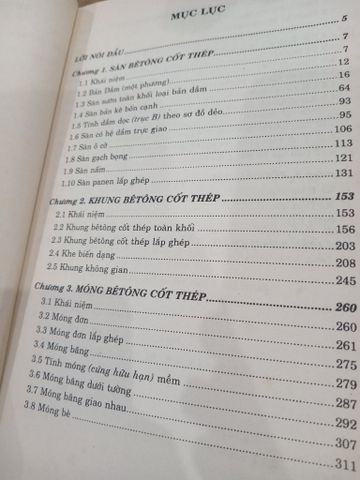 MỤC LỤC
LỜI NÓI ĐẦU 5
Chương 1. SÀN BÊTÔNG CỐT THÉP 7
1.1 Khái niệm 7
1.2 Bản Dầm (một phương) 12
1.3 Sàn sườn toàn khối loại bản dầm 16
1.4 Sàn bản kê bốn cạnh 64
1.5 Tính dầm dọc (trục B) theo sơ đồ dẻo 93
1.6 Sàn có hệ dầm trực giao 95
1.7 Sàn ô cờ 106
1.8 Sàn gạch bọng 113
1.9 Sàn nấm 121
1.10 Sàn panen lắp ghép 131
Chương 2. KHUNG BÊTÔNG CỐT THÉP 153
2.1 Khái niệm 153
2.2 Khung bêtông cốt thép toàn khối 156
2.3 Khung bêtông cốt thép lắp ghép 203
2.4 Khe biến dạng 208
2.5 Khung không gian 245
Chương 3. MÓNG BÊTÔNG CỐT THÉP 260
3.1 Khái niệm 260
3.2 Móng đơn 261
3.3 Móng đơn lắp ghép 275
3.4 Móng băng 279
3.5 Tính móng (cứng hữu hạn) mềm 287
3.6 Móng băng dưới tường 292
3.7 Móng băng giao nhau 307
3.8 Móng bè 311